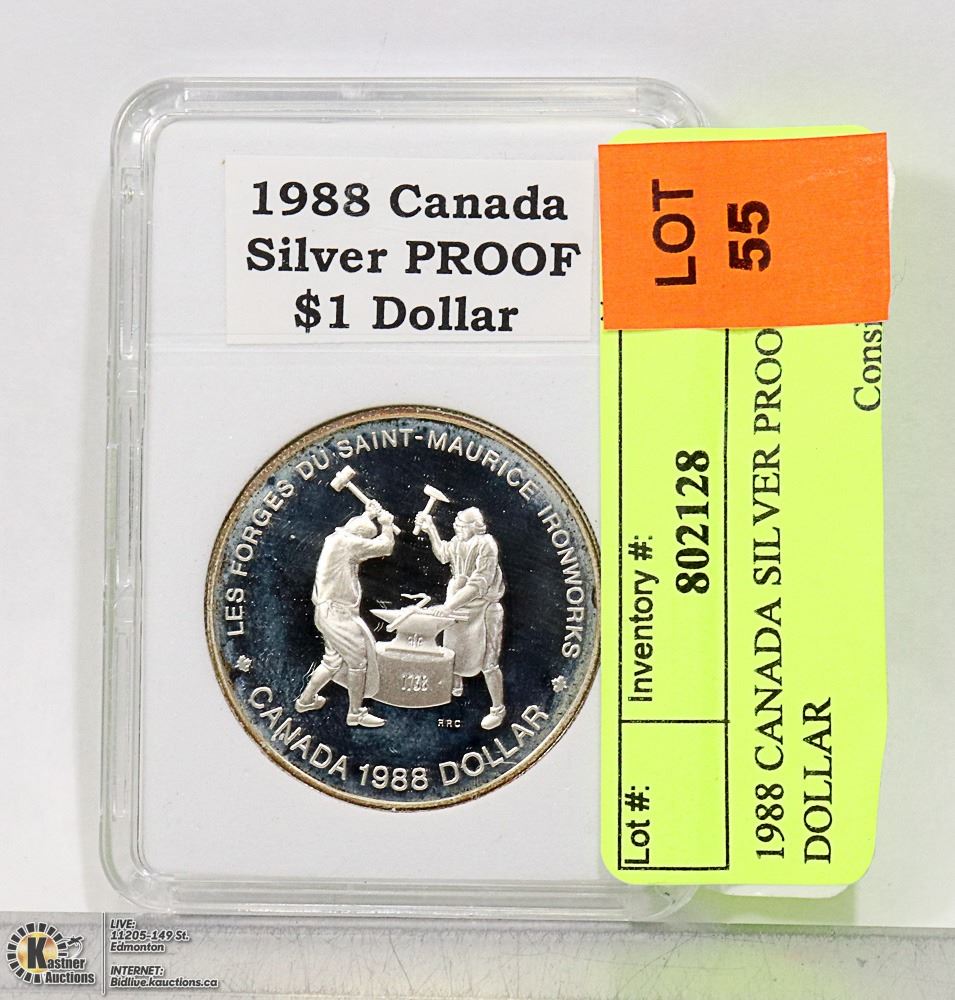 1988 Canada
Silver PROOF
$1 Dollar
LOT
55
LES FORGES DU SAINT-MAURICE IRONWORKS
CANADA 1988 DOLLAR
1738
RRC
Lot #:
Inventory #:
802128
1988 CANADA SILVER PROO
DOLLAR
Consi
Kastner
Auctions
LIVE:
11205-149 St.
Edmonton
INTERNET:
Bidlive.kauctions.ca